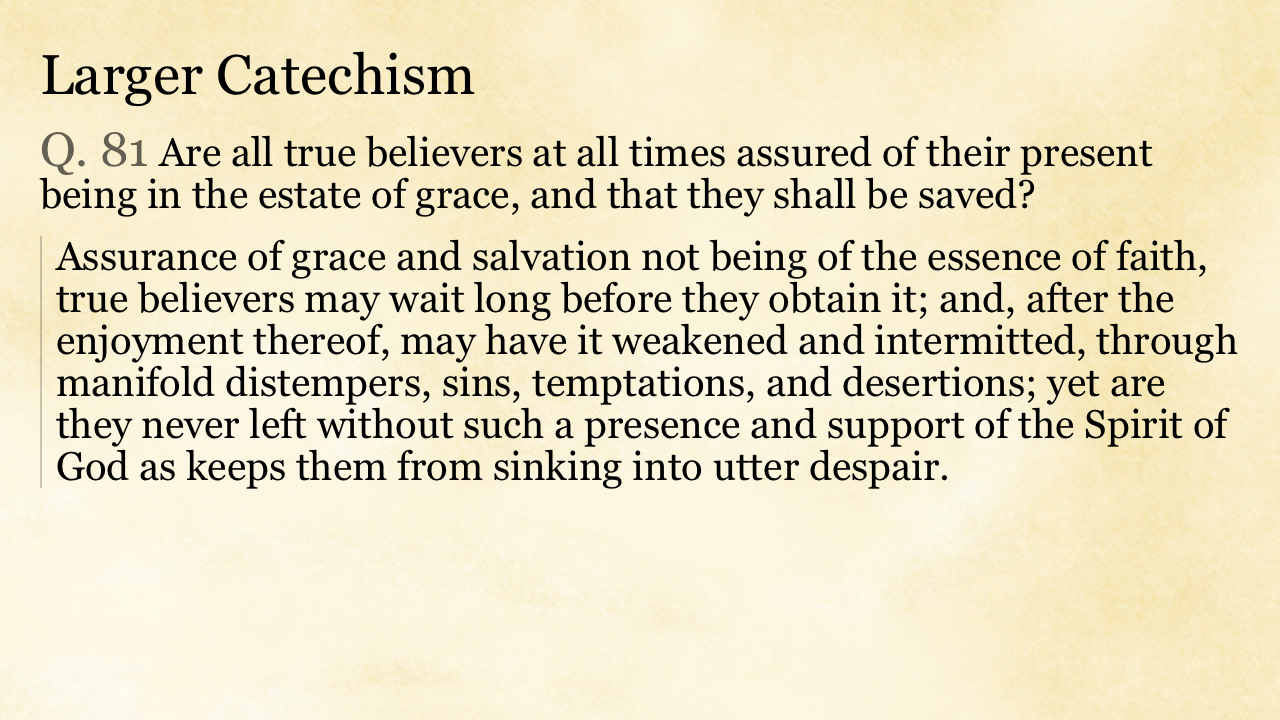 Larger Catechism
Q. 81 Are all true believers at all times assured of their present
being in the estate of grace, and that they shall be saved?
Assurance of grace and salvation not being of the essence of faith,
true believers may wait long before they obtain it; and, after the
enjoyment thereof, may have it weakened and intermitted, through
manifold distempers, sins, temptations, and desertions; yet are
they never left without such a presence and support of the Spirit of
God as keeps them from sinking into utter despair.